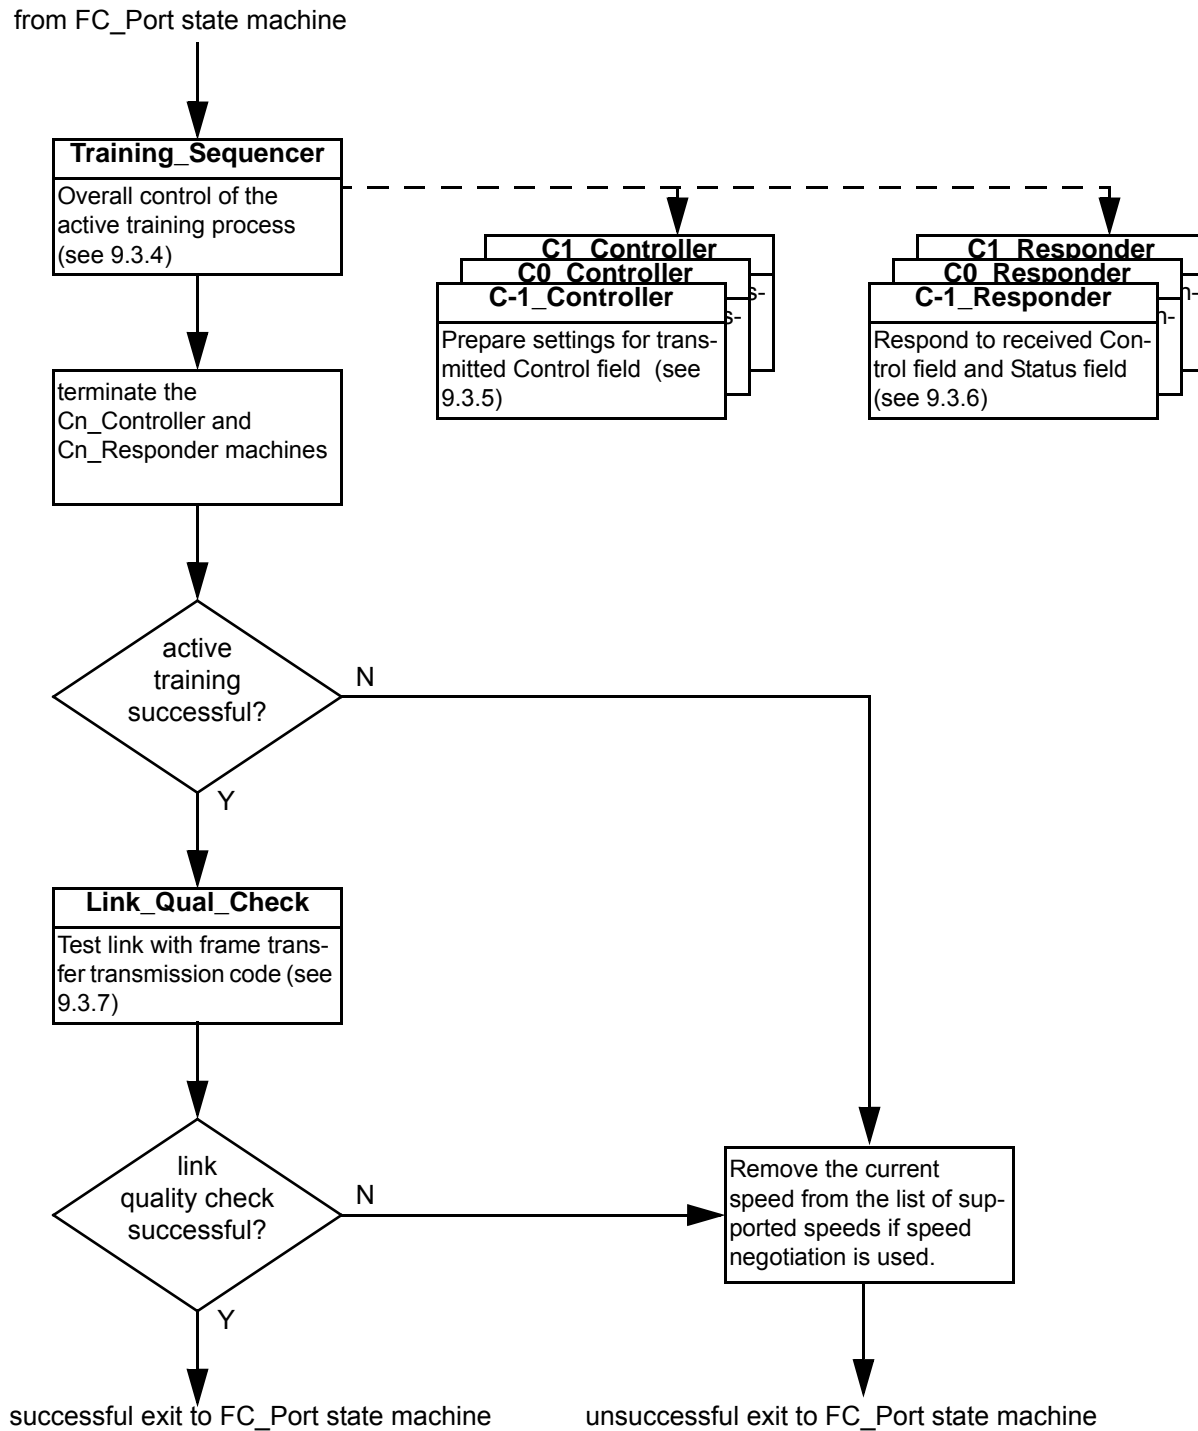 from FC_Port state machine
Training_Sequencer
Overall control of the
active training process
(see 9.3.4)
C1_Controller
C0_Controller
s-
C-1_Controller
s-
Prepare settings for trans-
mitted Control field (see
9.3.5)
C1_Responder
C0_Responder
n-
C-1_Responder
n-
Respond to received Con-
trol field and Status field
(see 9.3.6)
terminate the
Cn_Controller and
Cn_Responder machines
active
training
successful?
N
Y
Link_Qual_Check
Test link with frame trans-
fer transmission code (see
9.3.7)
link
quality check
successful?
N
Y
Remove the current
speed from the list of sup-
ported speeds if speed
negotiation is used.
successful exit to FC_Port state machine
unsuccessful exit to FC_Port state machine